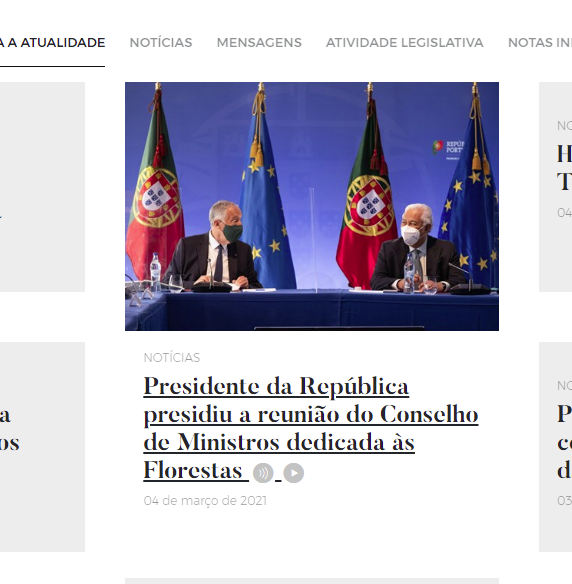 A ATUALIDADE NOTÍCIAS MENSAGENS ATIVIDADE LEGISLATIVA NOTAS
NOTÍCIAS
Presidente da República
presidiu a reunião do Conselho
de Ministros dedicada às
Florestas
04 de março de 2021